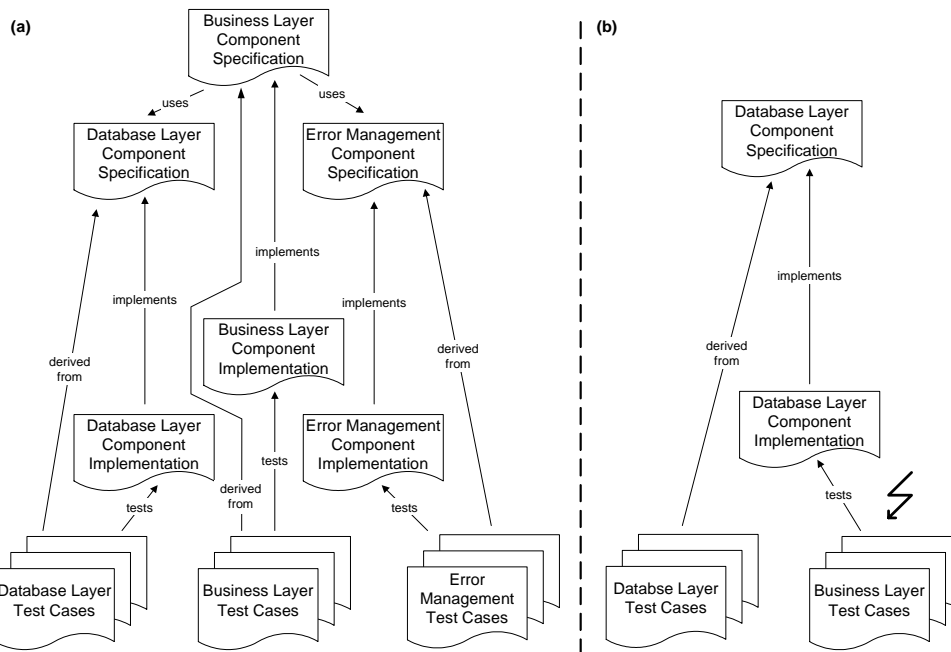 (a)
Business Layer
Component
Specification
uses
uses
Database Layer
Component
Specification
Error Management
Component
Specification
implements
implements
implements
Business Layer
Component
Implementation
derived
from
derived
from
Database Layer
Component
Implementation
Error Management
Component
Implementation
tests
derived
from
tests
tests
Database Layer
Test Cases
Business Layer
Test Cases
Error
Management
Test Cases
(b)
Database Layer
Component
Specification
implements
derived
from
Database Layer
Component
Implementation
tests
Databse Layer
Test Cases
Business Layer
Test Cases